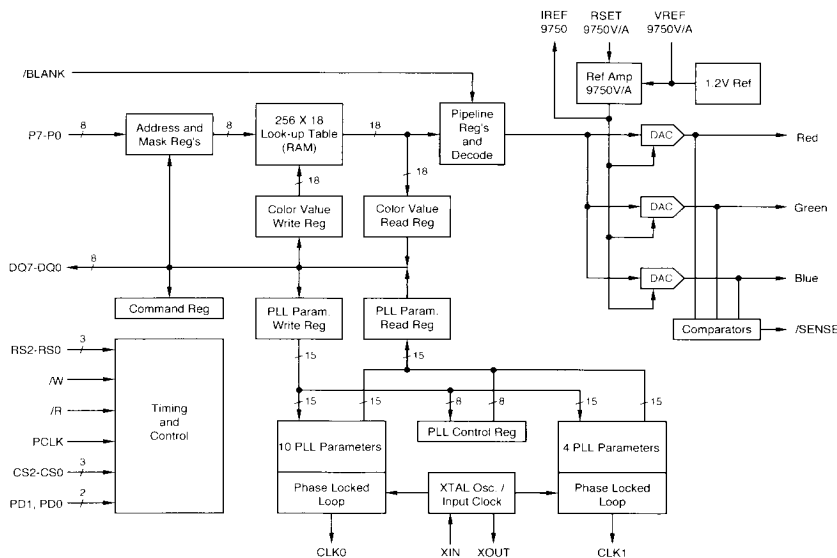 IREF
9750
RSET
9750V/A
VREF
9750V/A
/BLANK
Ref Amp
9750V/A
1.2V Ref
P7-P0
8
Address and
Mask Reg's
8
256 X 18
Look-up Table
(RAM)
18
Pipeline
Reg's
and
Decode
DAC
Red
18
18
Color Value
Write Reg
Color Value
Read Reg
DAC
Green
DQ7-DQ0
8
DAC
Blue
Command Reg
PLL Param.
Write Reg
PLL Param.
Read Reg
Comparators
/SENSE
RS2-RS0
3
15
15
/W
/R
Timing
and
Control
15
15
8
8
15
15
PCLK
10 PLL Parameters
PLL Control Reg
4 PLL Parameters
CS2-CS0
3
PD1, PD0
2
Phase Locked
Loop
XTAL Osc. /
Input Clock
Phase Locked
Loop
CLK0
XIN
XOUT
CLK1